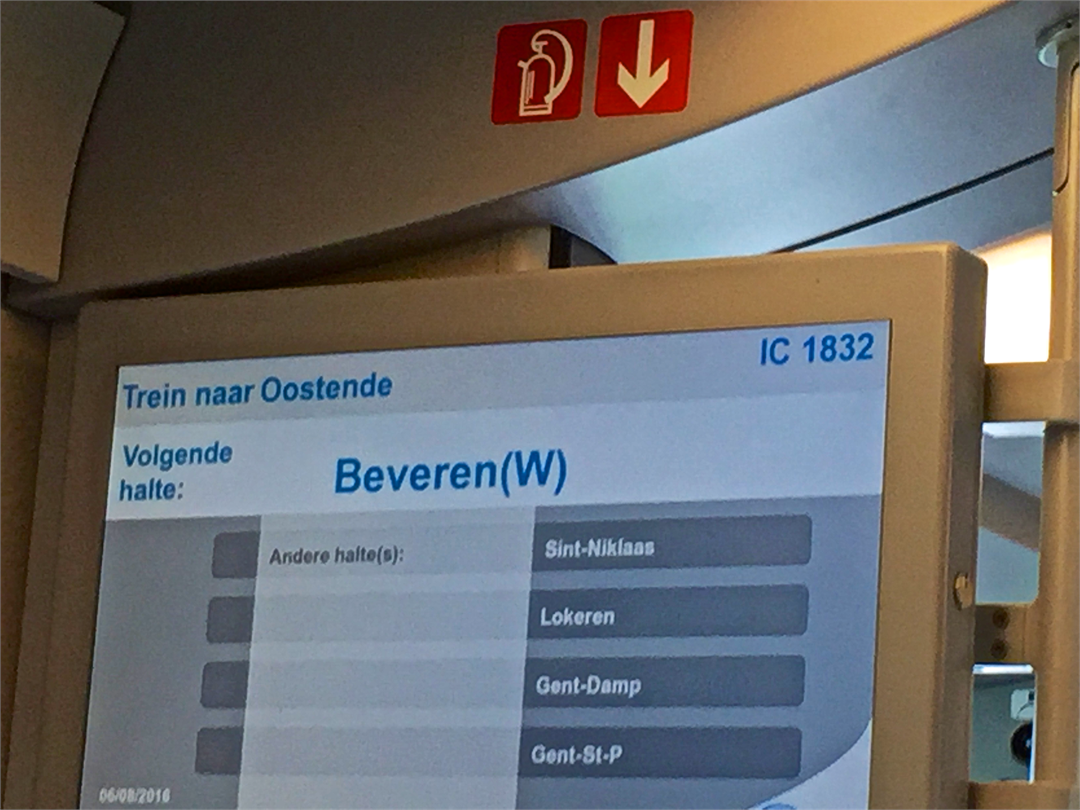 IC 1832
Trein naar Oostende
Volgende
halte:
Beveren(W)
Andere halte(s):
Sint-Niklaas
Lokeren
Gent-Damp
Gent-St-P
06/08/2016